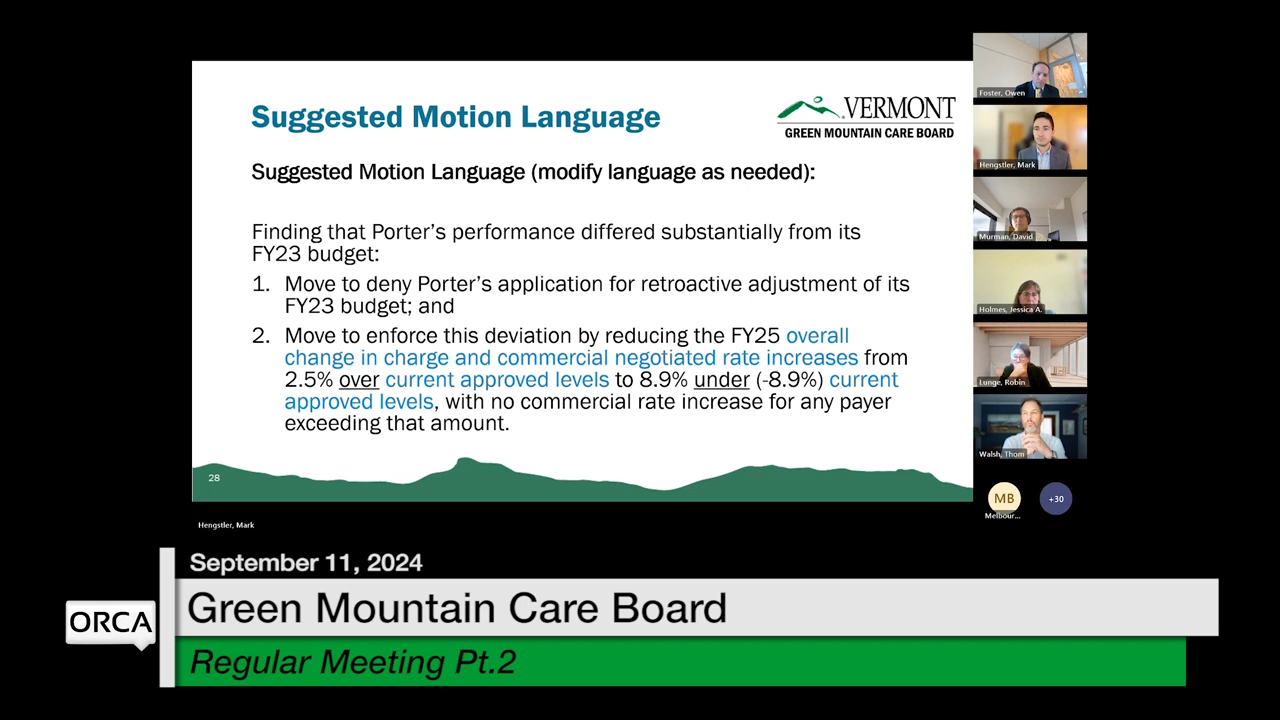 Suggested Motion Language
VERMONT
GREEN MOUNTAIN CARE BOARD
Suggested Motion Language (modify language as needed):
Finding that Porter's performance differed substantially from its
FY23 budget:
1. Move to deny Porter's application for retroactive adjustment of its
FY23 budget; and
2. Move to enforce this deviation by reducing the FY25 overall
change in charge and commercial negotiated rate increases from
2.5% over current approved levels to 8.9% under (-8.9%) current
approved levels, with no commercial rate increase for any payer
exceeding that amount.
28
Foster, Owen
Hengstler, Mark
Murman, David
Holmes, Jessica A.
Lunge, Robin
Walsh, Thom
MB
+30
Melbour...
Hengstler, Mark
September 11, 2024
ORCA
Green Mountain Care Board
Regular Meeting Pt.2